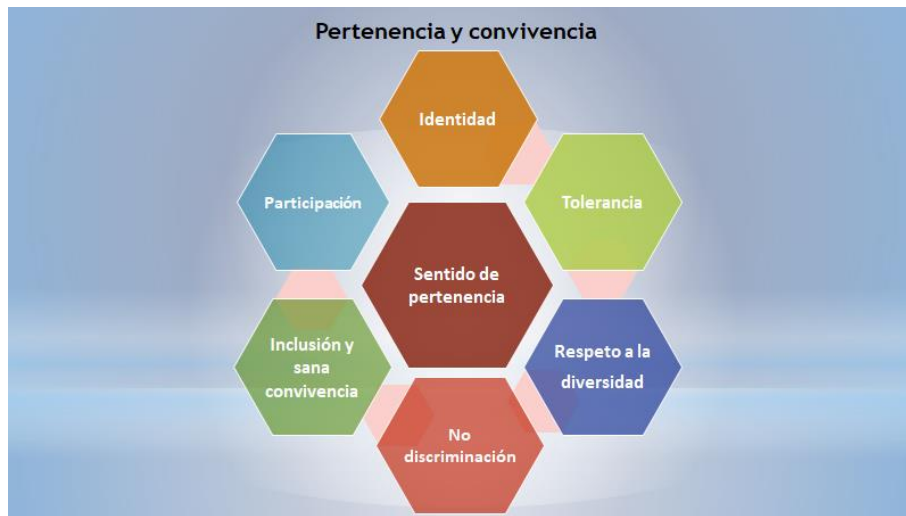 Pertenencia y convivencia
Identidad
Participación
Tolerancia
Sentido de
pertenencia
Inclusión y
sana
convivencia
Respeto a la
diversidad
No
discriminación